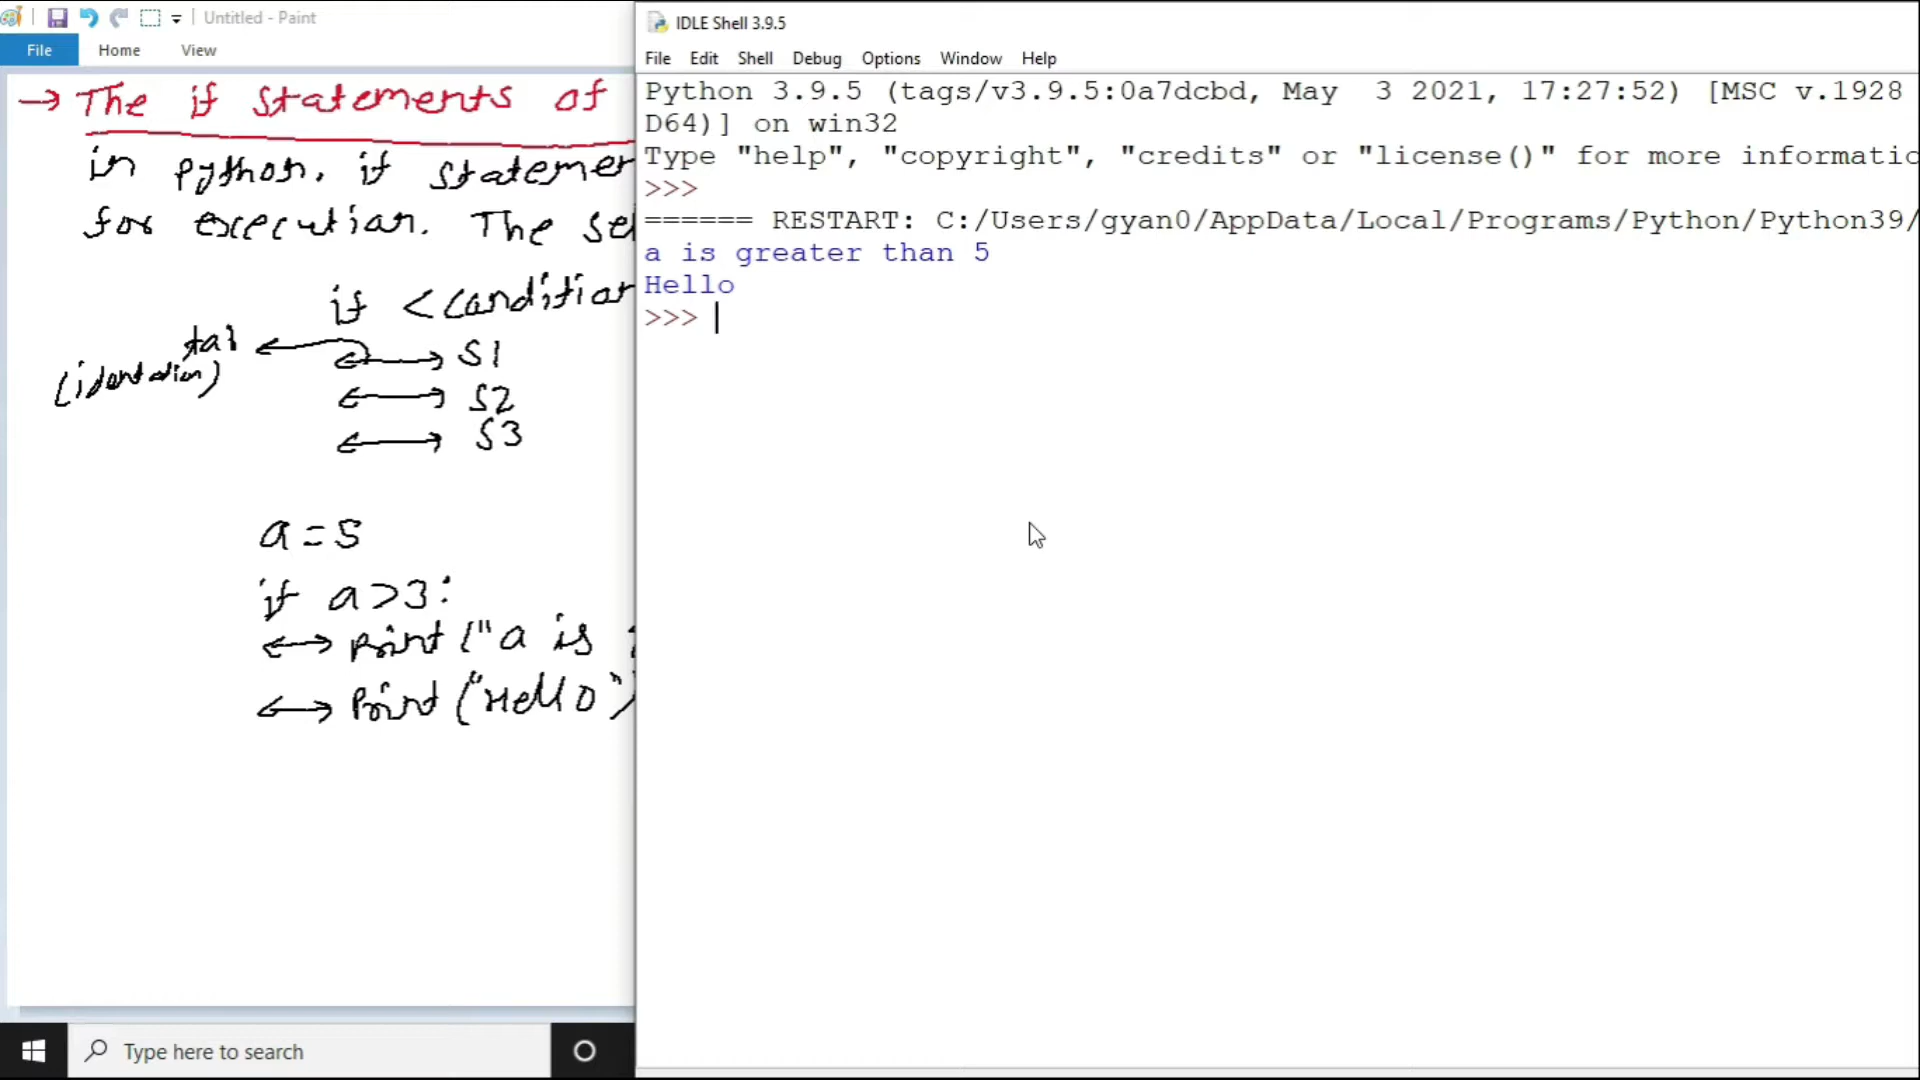 Untitled - Paint
File Home View
→ The if statements of
in python, if
for execution. The
if <condition
tab
(identation)
S1
S2
S3
a=5
if a>3:
print("a is
print("Hello")
Type here to search
IDLE Shell 3.9.5
File Edit Shell Debug Options Window Help
Python 3.9.5 (tags/v3.9.5:0a7dcbd, May 3 2021, 17:27:52) [MSC v.1928
D64)] on win32
Type "help", "copyright", "credits" or "license()" for more informatio
>>>
====== RESTART: C:/Users/gyan0/AppData/Local/Programs/Python/Python39/
a is greater than 5
Hello
>>>